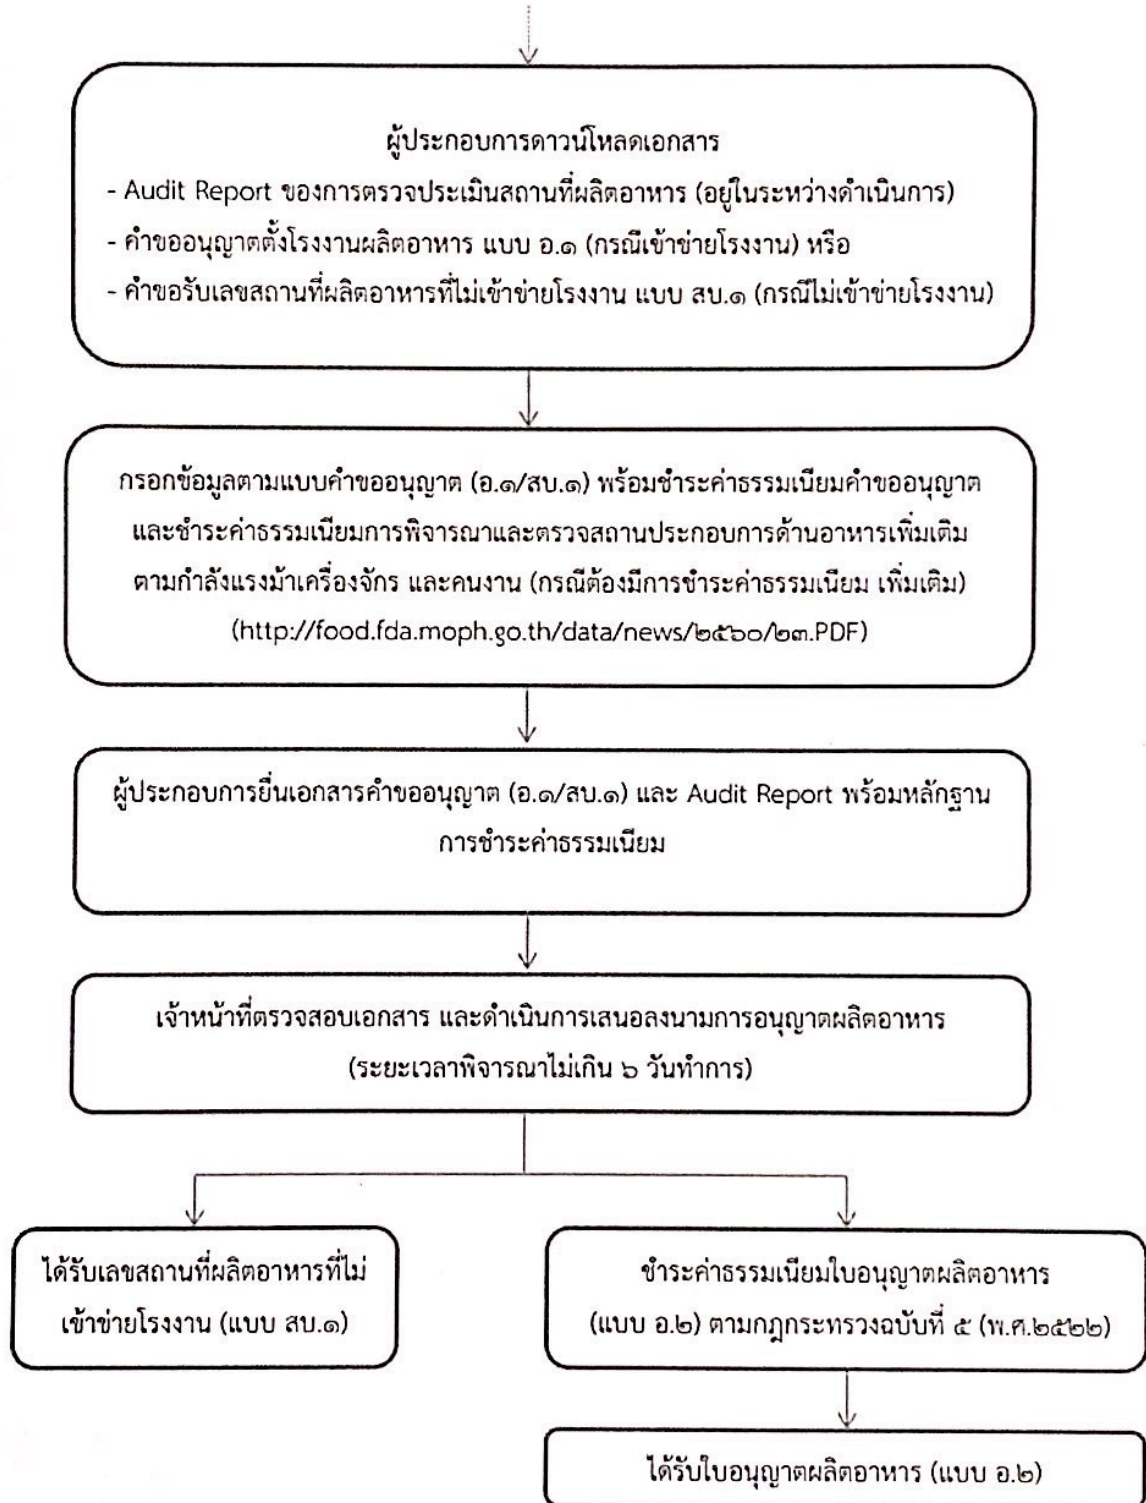 ผู้ประกอบการดาวน์โหลดเอกสาร
- Audit Report ของการตรวจประเมินสถานที่ผลิตอาหาร (อยู่ในระหว่างดำเนินการ)
- คำขออนุญาตตั้งโรงงานผลิตอาหาร แบบ อ.๑ (กรณีเข้าข่ายโรงงาน) หรือ
- คำขอรับเลขสถานที่ผลิตอาหารที่ไม่เข้าข่ายโรงงาน แบบ สบ.๑ (กรณีไม่เข้าข่ายโรงงาน)
กรอกข้อมูลตามแบบคำขออนุญาต (อ.๑/สบ.๑) พร้อมชำระค่าธรรมเนียมคำขออนุญาต
และชำระค่าธรรมเนียมการพิจารณาและตรวจสถานประกอบการด้านอาหารเพิ่มเติม
ตามกำลังแรงม้าเครื่องจักร และคนงาน (กรณีต้องมีการชำระค่าธรรมเนียม เพิ่มเติม)
(http://food.fda.moph.go.th/data/news/๒๕๖๐/๒๓.PDF)
ผู้ประกอบการยื่นเอกสารคำขออนุญาต (อ.๑/สบ.๑) และ Audit Report พร้อมหลักฐาน
การชำระค่าธรรมเนียม
เจ้าหน้าที่ตรวจสอบเอกสาร และดำเนินการเสนอลงนามการอนุญาตผลิตอาหาร
(ระยะเวลาพิจารณาไม่เกิน ๖ วันทำการ)
ได้รับเลขสถานที่ผลิตอาหารที่ไม่
เข้าข่ายโรงงาน (แบบ สบ.๑)
ชำระค่าธรรมเนียมใบอนุญาตผลิตอาหาร
(แบบ อ.๒) ตามกฎกระทรวงฉบับที่ ๕ (พ.ศ.๒๕๒๒)
ได้รับใบอนุญาตผลิตอาหาร (แบบ อ.๒)